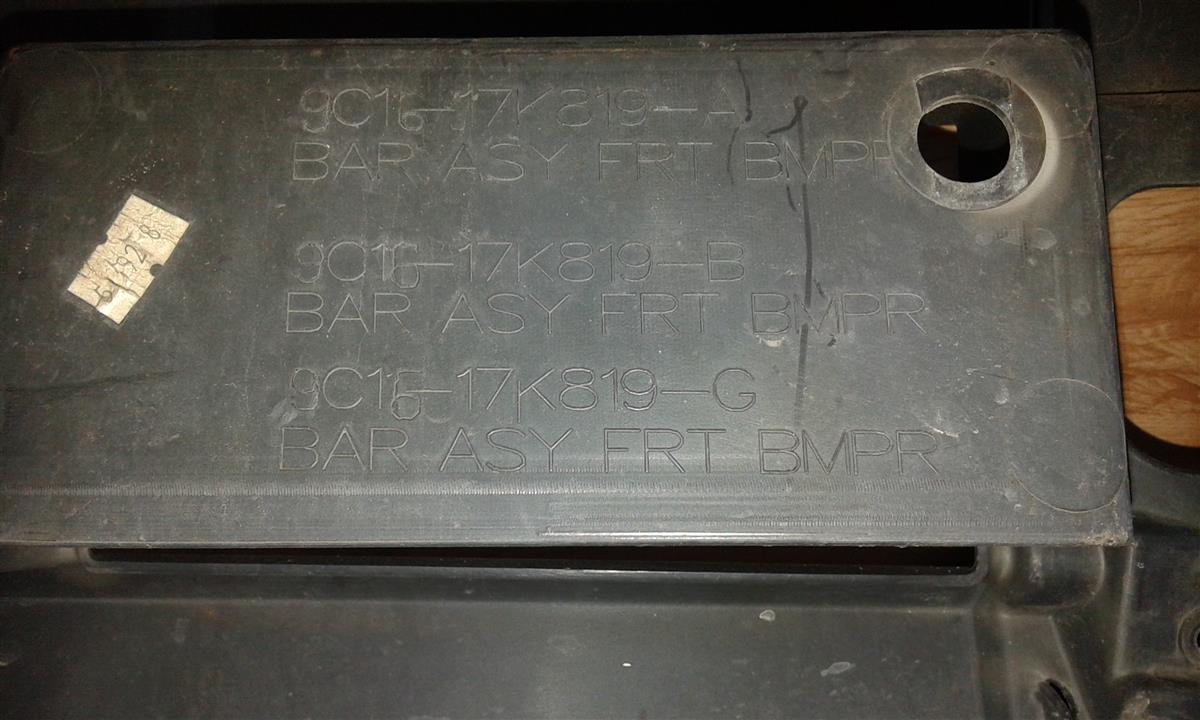 9C16-17K819-A
BAR ASY FRT BMPR
9C16-17K819-B
BAR ASY FRT BMPR
9C16-17K819-G
BAR ASY FRT BMPR